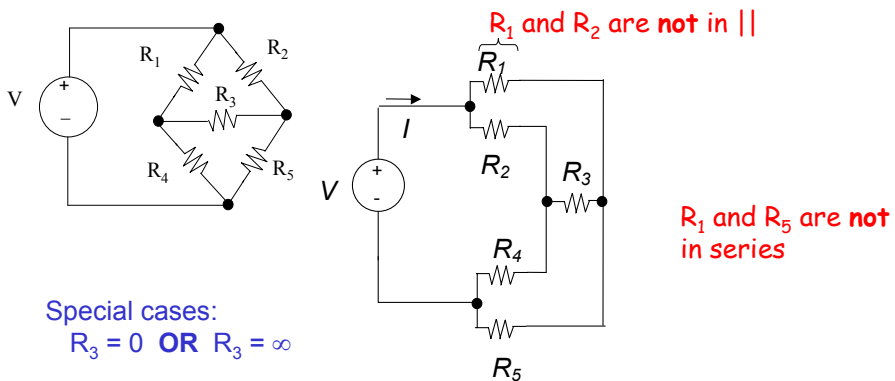 R₁ and R₂ are not in ||
R₁
R₂
V
+
–
R₃
R₄
R₅
R₁
I
R₂
V
+
-
R₃
R₄
R₅
R₁ and R₅ are not
in series
Special cases:
R₃ = 0 OR R₃ = ∞